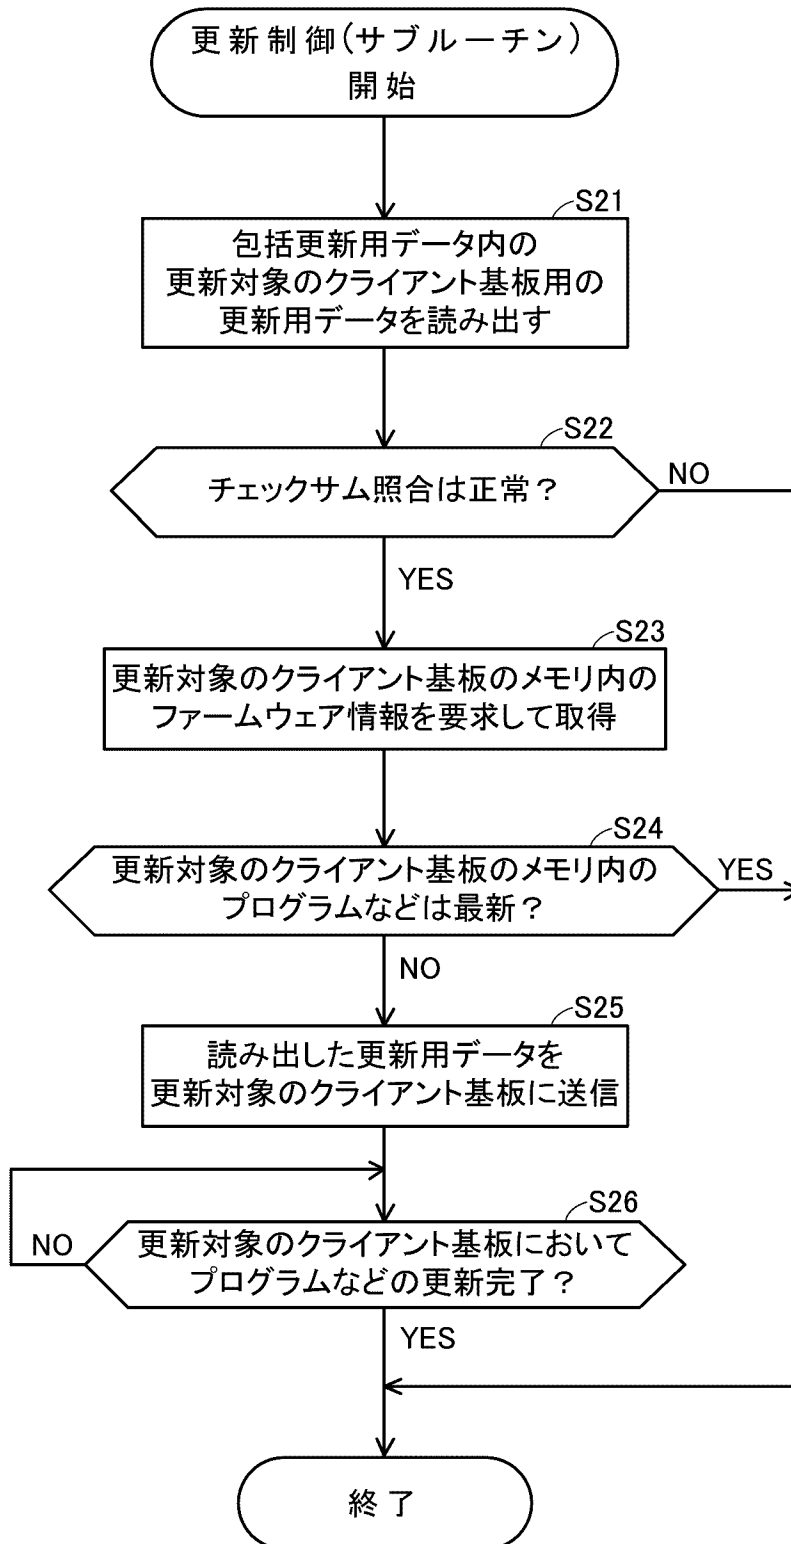 更新制御(サブルーチン)
開始
S21
包括更新用データ内の
更新対象のクライアント基板用の
更新用データを読み出す
S22
チェックサム照合は正常？
NO
YES
S23
更新対象のクライアント基板のメモリ内の
ファームウェア情報を要求して取得
S24
更新対象のクライアント基板のメモリ内の
プログラムなどは最新？
YES
NO
S25
読み出した更新用データを
更新対象のクライアント基板に送信
S26
NO
更新対象のクライアント基板において
プログラムなどの更新完了？
YES
終了